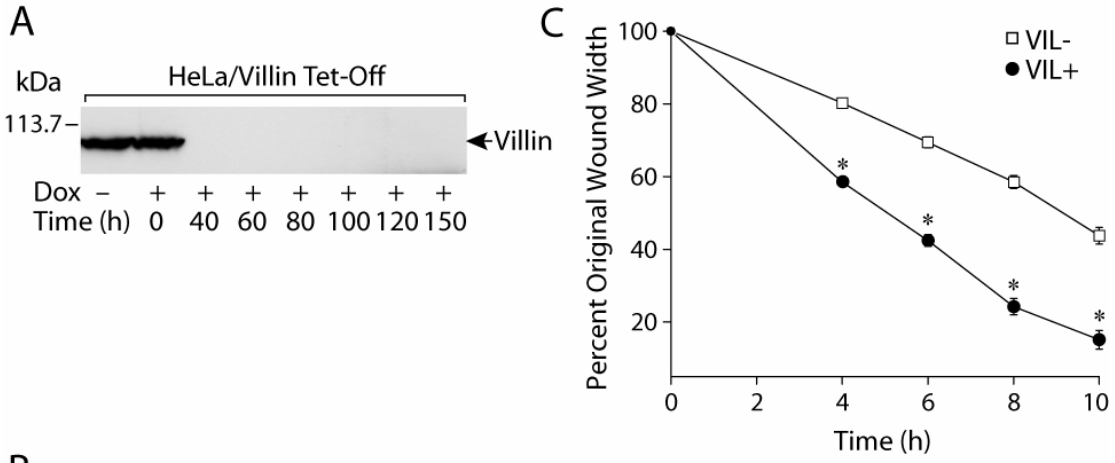 A
HeLa/Villin Tet-Off
kDa
113.7
Villin
Dox – + + + + + + +
Time (h) 0 40 60 80 100 120 150
C
Percent Original Wound Width
100
80
60
40
20
VIL-
VIL+
*
*
*
*
0 2 4 6 8 10
Time (h)